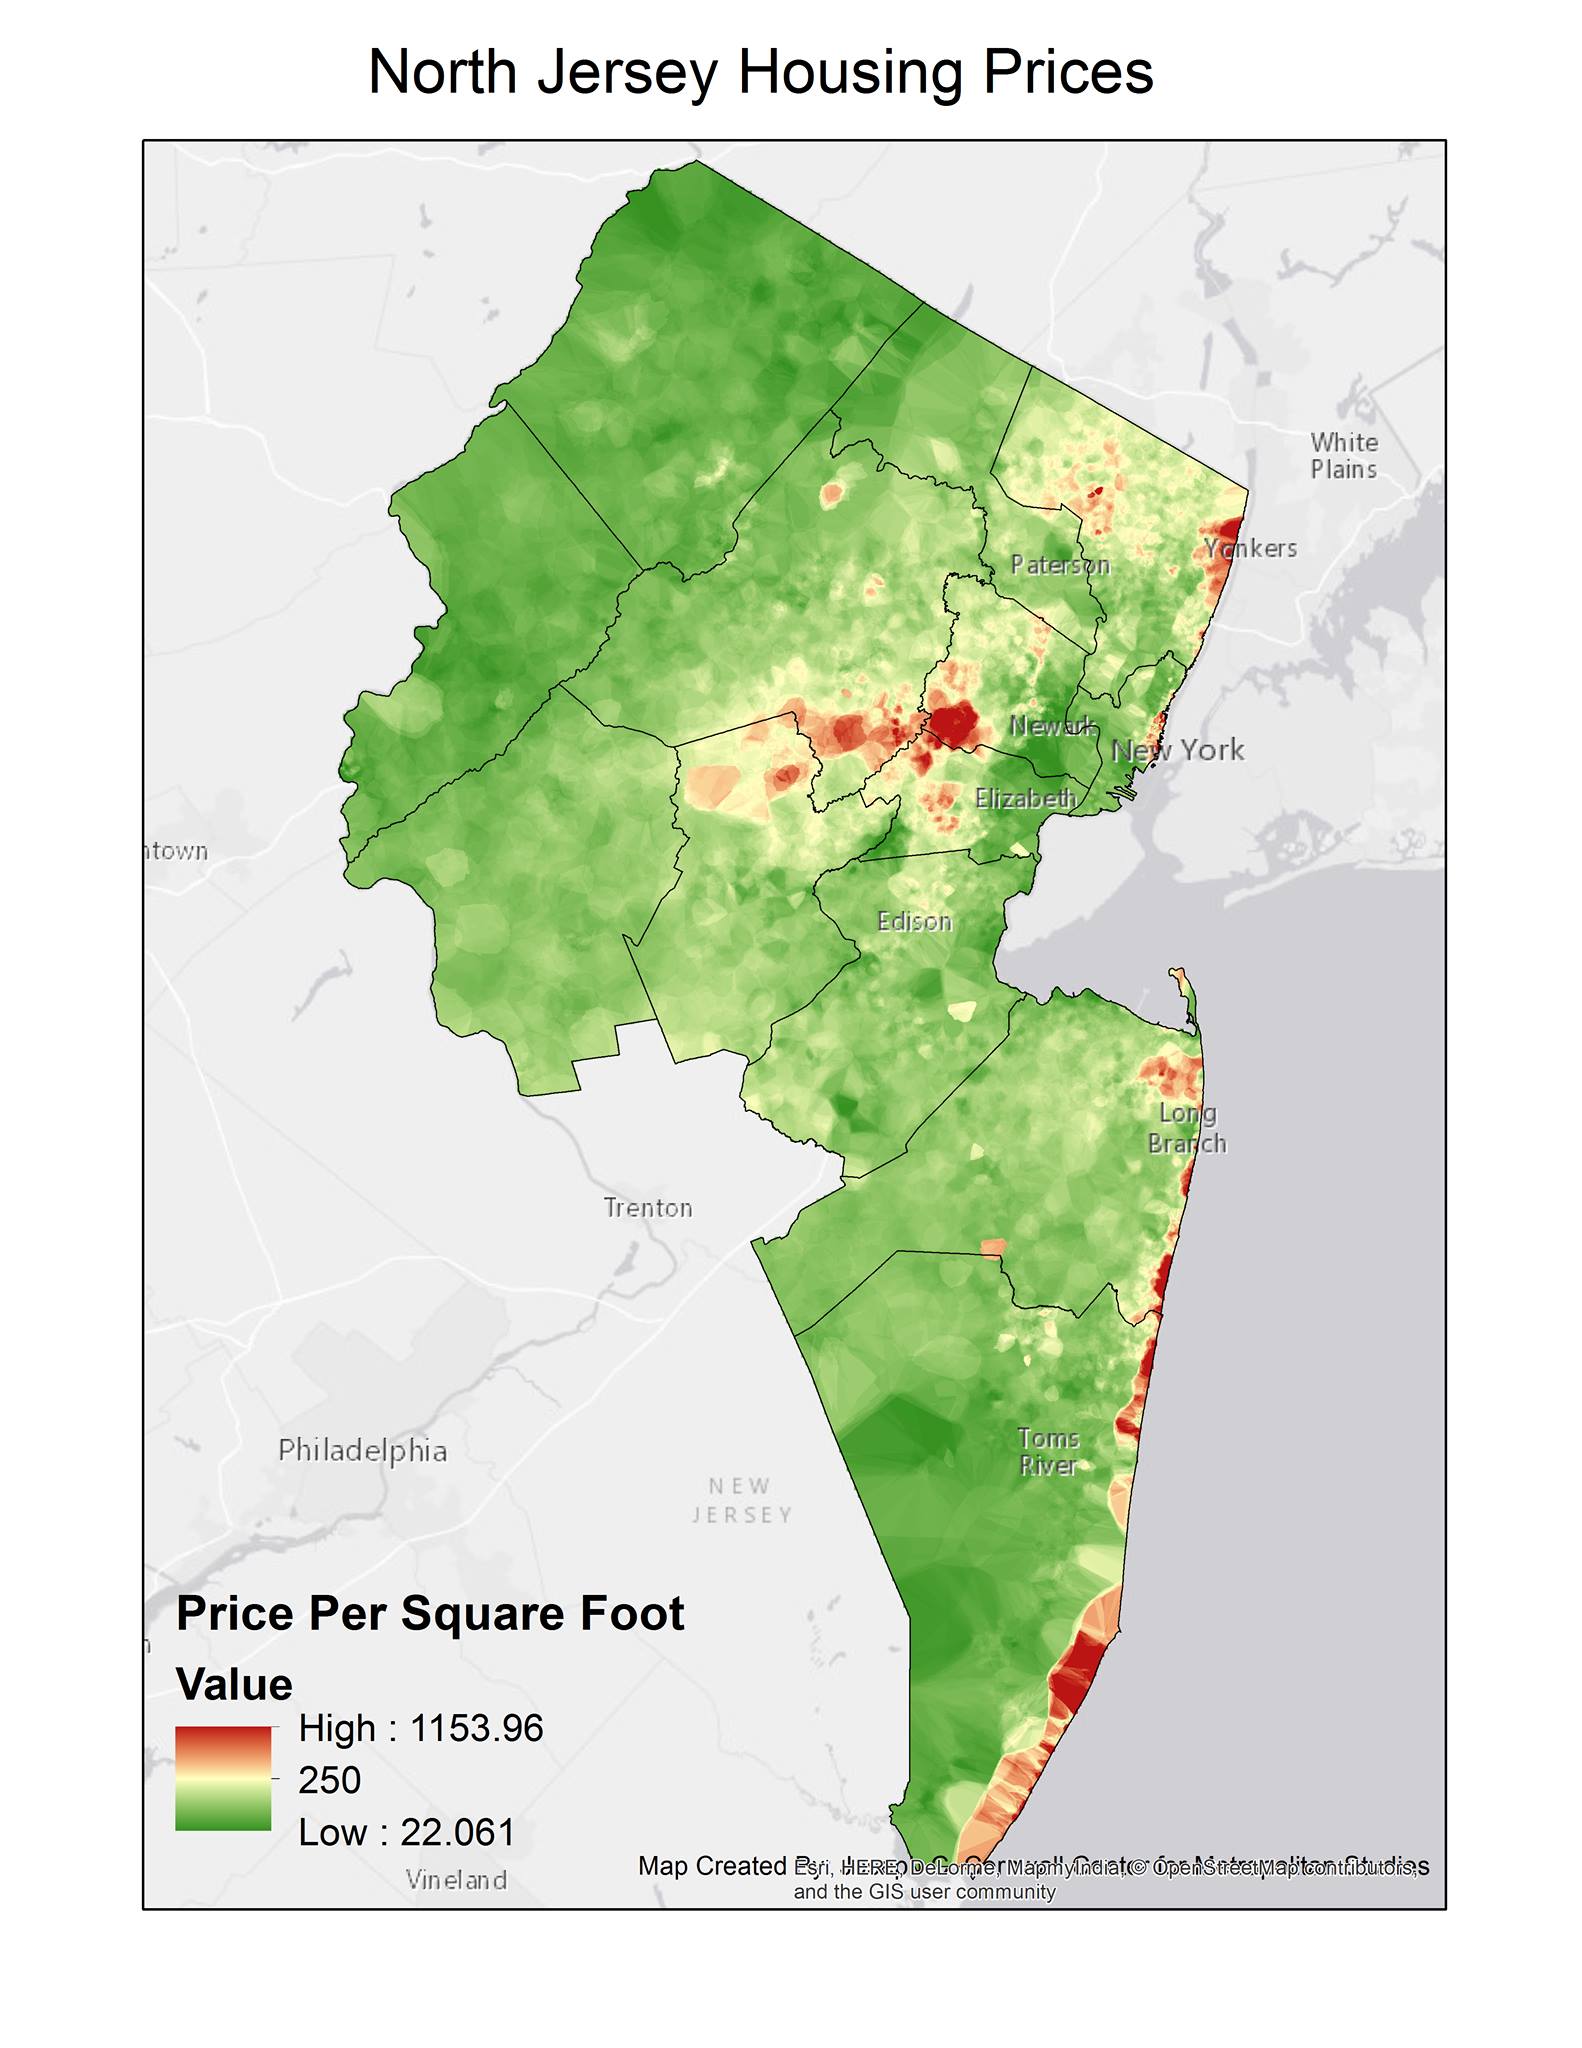 North Jersey Housing Prices
White
Plains
Yonkers
Paterson
Newark
New York
Elizabeth
ntown
Edison
Long
Branch
Trenton
Toms
River
Philadelphia
NEW
JERSEY
Price Per Square Foot
Value
High : 1153.96
250
Low : 22.061
Vineland
Map Created By: Joseph C. Cornwall Center for Metropolitan Studies
Esri, HERE, DeLorme, MapmyIndia, © OpenStreetMap contributors,
and the GIS user community